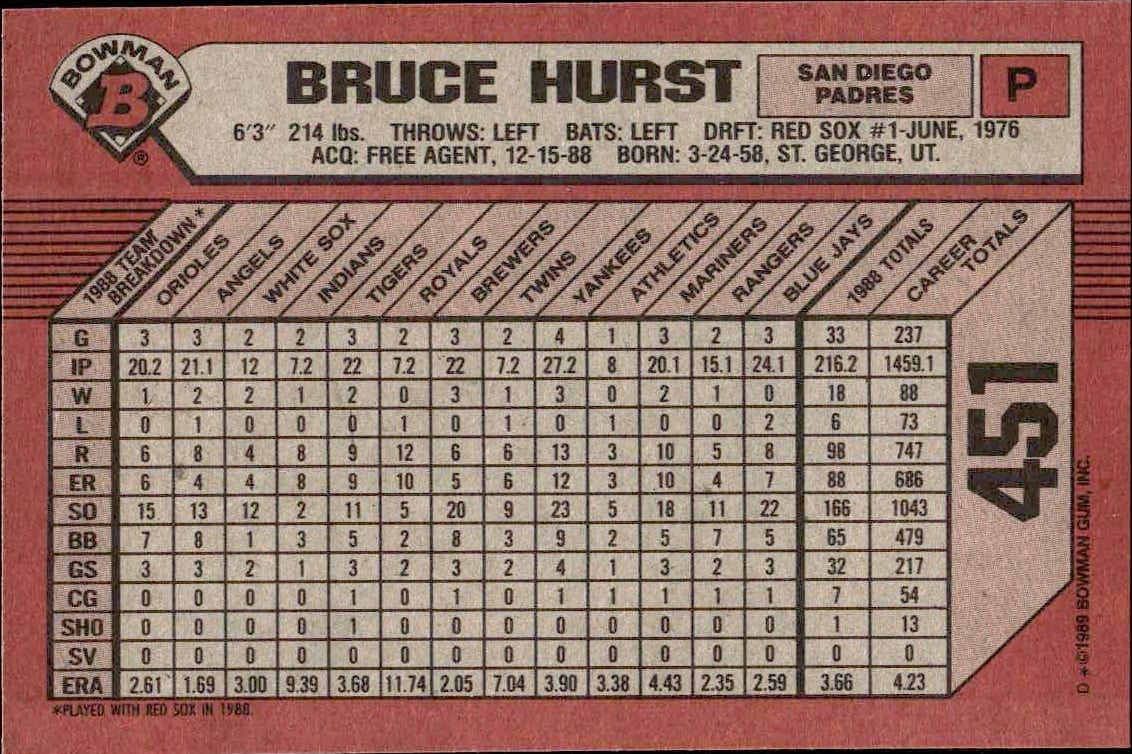 BOWMAN
B
®
BRUCE HURST
SAN DIEGO
PADRES
P
6'3" 214 lbs. THROWS: LEFT BATS: LEFT DRFT: RED SOX #1-JUNE, 1976
ACQ: FREE AGENT, 12-15-88 BORN: 3-24-58, ST. GEORGE, UT.
1988 TEAM BREAKDOWN * ORIOLES ANGELS WHITE SOX INDIANS TIGERS ROYALS BREWERS TWINS YANKEES ATHLETICS MARINERS RANGERS BLUE JAYS 1988 TOTALS CAREER TOTALS
G 3 3 2 2 3 2 3 2 4 1 3 2 3 33 237
IP 20.2 21.1 12 7.2 22 7.2 22 7.2 27.2 8 20.1 15.1 24.1 216.2 1459.1
W 1 2 2 1 2 0 3 1 3 0 2 1 0 18 88
L 0 1 0 0 0 1 0 1 0 1 0 0 2 6 73
R 6 8 4 8 9 12 6 6 13 3 10 5 8 98 747
ER 6 4 4 8 9 10 5 6 12 3 10 4 7 88 686
SO 15 13 12 2 11 5 20 9 23 5 18 11 22 166 1043
BB 7 8 1 3 5 2 8 3 9 2 5 7 5 65 479
GS 3 3 2 1 3 2 3 2 4 1 3 2 3 32 217
CG 0 0 0 0 1 0 1 0 1 1 1 1 1 7 54
SHO 0 0 0 0 1 0 0 0 0 0 0 0 0 1 13
SV 0 0 0 0 0 0 0 0 0 0 0 0 0 0 0
ERA 2.61 1.69 3.00 9.39 3.68 11.74 2.05 7.04 3.90 3.38 4.43 2.35 2.59 3.66 4.23
*PLAYED WITH RED SOX IN 1988.
451
D *©1989 BOWMAN GUM, INC.